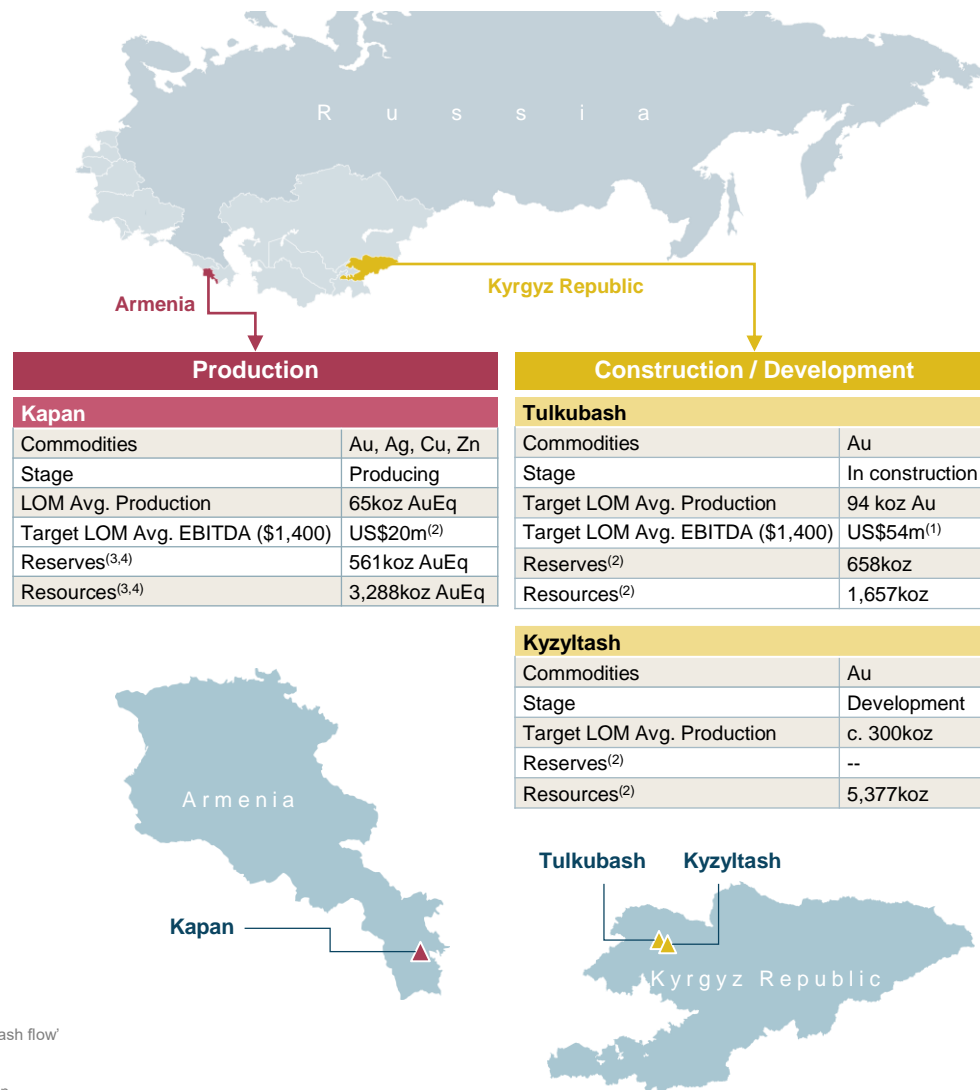 Russia
Armenia
Kyrgyz Republic
Production
Kapan
Commodities Au, Ag, Cu, Zn
Stage Producing
LOM Avg. Production 65koz AuEq
Target LOM Avg. EBITDA ($1,400) US$20m(2)
Reserves(3,4) 561koz AuEq
Resources(3,4) 3,288koz AuEq
Construction / Development
Tulkubash
Commodities Au
Stage In construction
Target LOM Avg. Production 94 koz Au
Target LOM Avg. EBITDA ($1,400) US$54m(1)
Reserves(2) 658koz
Resources(2) 1,657koz
Kyzyltash
Commodities Au
Stage Development
Target LOM Avg. Production c. 300koz
Reserves(2) --
Resources(2) 5,377koz
Armenia
Kapan
Tulkubash Kyzyltash
Kyrgyz Republic
ash flow'